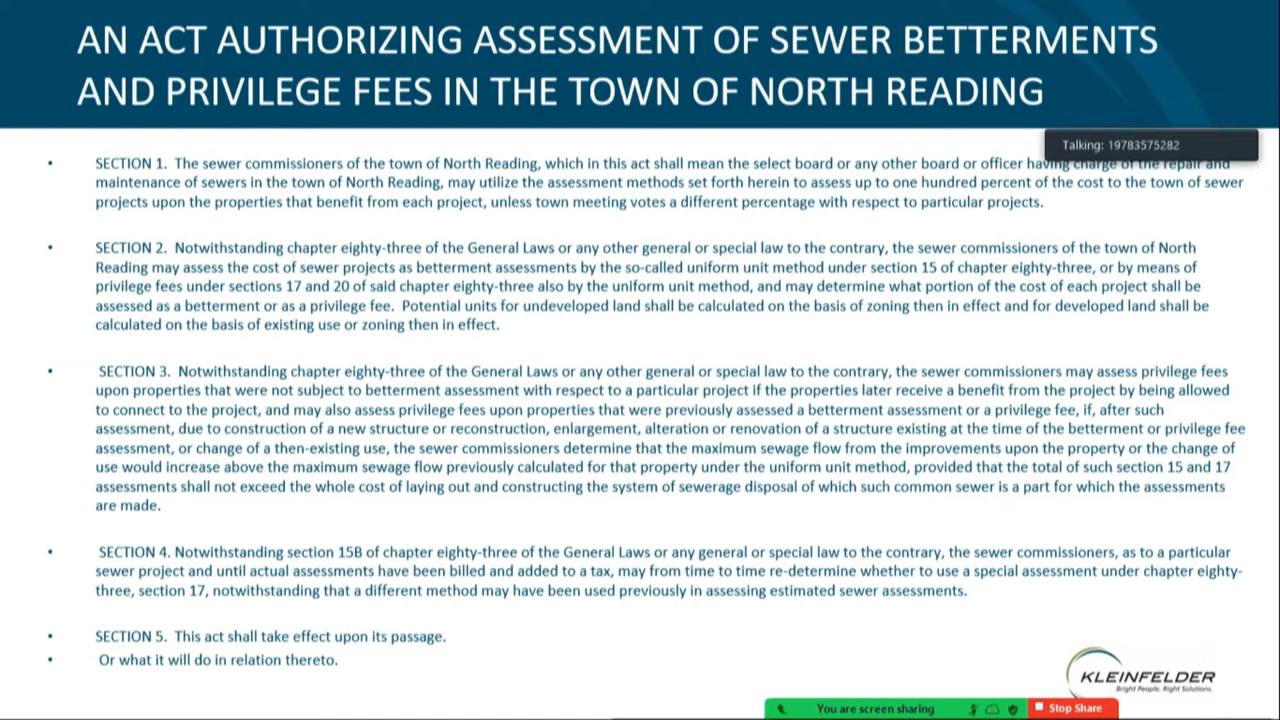 AN ACT AUTHORIZING ASSESSMENT OF SEWER BETTERMENTS
AND PRIVILEGE FEES IN THE TOWN OF NORTH READING
Talking: 19783575282
• SECTION 1. The sewer commissioners of the town of North Reading, which in this act shall mean the select board or any other board or officer having charge of the repair and
maintenance of sewers in the town of North Reading, may utilize the assessment methods set forth herein to assess up to one hundred percent of the cost to the town of sewer
projects upon the properties that benefit from each project, unless town meeting votes a different percentage with respect to particular projects.
• SECTION 2. Notwithstanding chapter eighty-three of the General Laws or any other general or special law to the contrary, the sewer commissioners of the town of North
Reading may assess the cost of sewer projects as betterment assessments by the so-called uniform unit method under section 15 of chapter eighty-three, or by means of
privilege fees under sections 17 and 20 of said chapter eighty-three also by the uniform unit method, and may determine what portion of the cost of each project shall be
assessed as a betterment or as a privilege fee. Potential units for undeveloped land shall be calculated on the basis of zoning then in effect and for developed land shall be
calculated on the basis of existing use or zoning then in effect.
• SECTION 3. Notwithstanding chapter eighty-three of the General Laws or any other general or special law to the contrary, the sewer commissioners may assess privilege fees
upon properties that were not subject to betterment assessment with respect to a particular project if the properties later receive a benefit from the project by being allowed
to connect to the project, and may also assess privilege fees upon properties that were previously assessed a betterment assessment or a privilege fee, if, after such
assessment, due to construction of a new structure or reconstruction, enlargement, alteration or renovation of a structure existing at the time of the betterment or privilege fee
assessment, or change of a then-existing use, the sewer commissioners determine that the maximum sewage flow from the improvements upon the property or the change of
use would increase above the maximum sewage flow previously calculated for that property under the uniform unit method, provided that the total of such section 15 and 17
assessments shall not exceed the whole cost of laying out and constructing the system of sewerage disposal of which such common sewer is a part for which the assessments
are made.
• SECTION 4. Notwithstanding section 15B of chapter eighty-three of the General Laws or any general or special law to the contrary, the sewer commissioners, as to a particular
sewer project and until actual assessments have been billed and added to a tax, may from time to time re-determine whether to use a special assessment under chapter eighty-
three, section 17, notwithstanding that a different method may have been used previously in assessing estimated sewer assessments.
• SECTION 5. This act shall take effect upon its passage.
• Or what it will do in relation thereto.
KLEINFELDER
Bright People. Right Solutions.
You are screen sharing
Stop Share